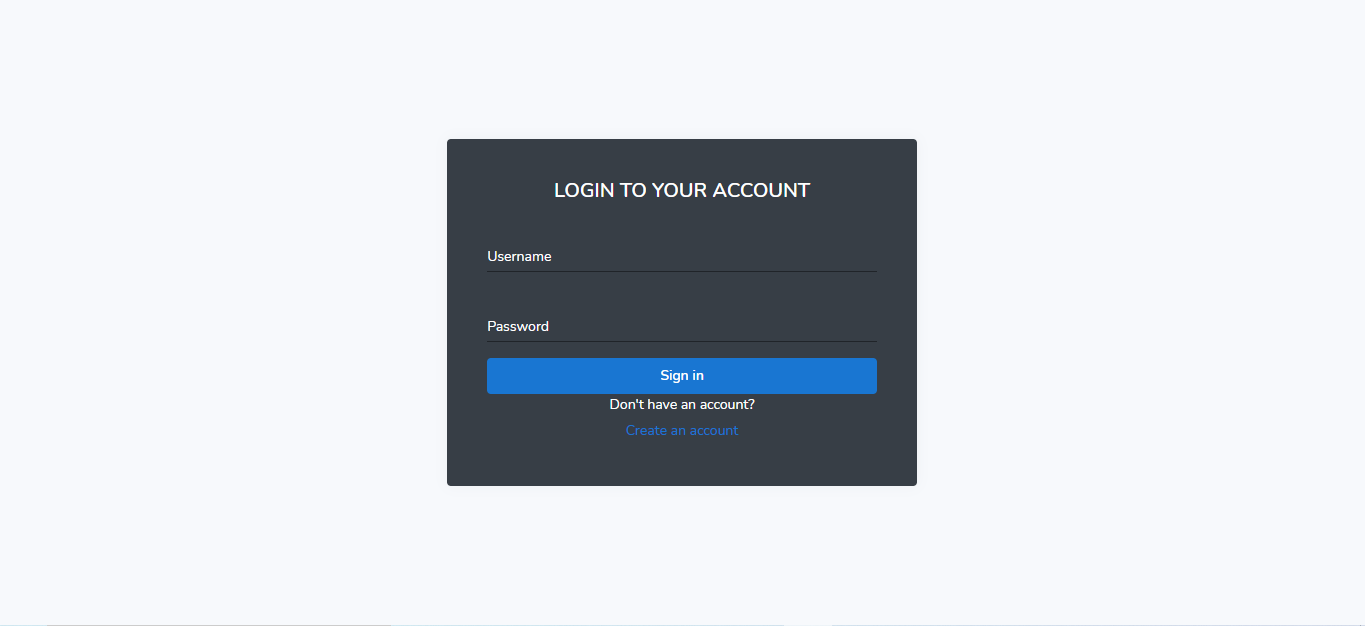 LOGIN TO YOUR ACCOUNT
Username
Password
Sign in
Don't have an account?
Create an account